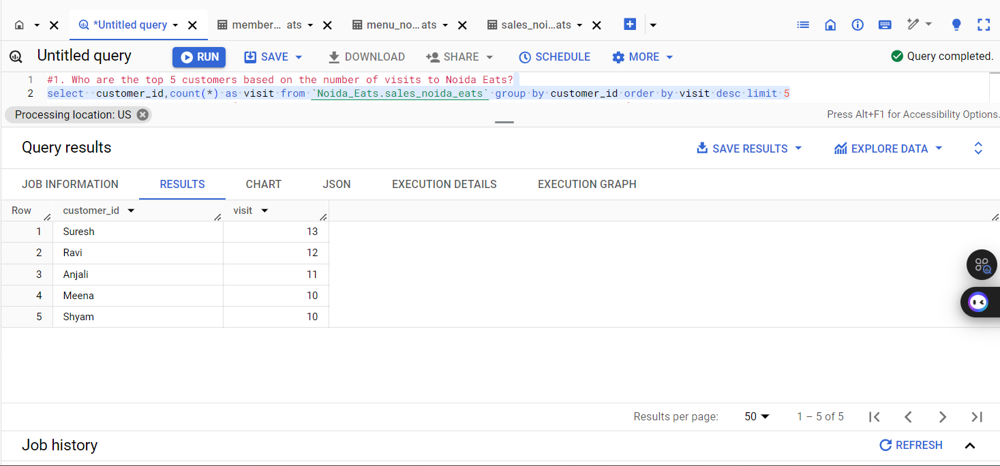 *Untitled query member... ats menu_no...ats sales_noi...ats
Untitled query RUN SAVE DOWNLOAD SHARE SCHEDULE MORE Query completed.
1 #1. Who are the top 5 customers based on the number of visits to Noida Eats?
2 select customer_id,count(*) as visit from `Noida_Eats.sales_noida_eats` group by customer_id order by visit desc limit 5
Processing location: US Press Alt+F1 for Accessibility Options.
Query results SAVE RESULTS EXPLORE DATA
JOB INFORMATION RESULTS CHART JSON EXECUTION DETAILS EXECUTION GRAPH
Row customer_id visit
1 Suresh 13
2 Ravi 12
3 Anjali 11
4 Meena 10
5 Shyam 10
Results per page: 50 1 – 5 of 5
Job history REFRESH